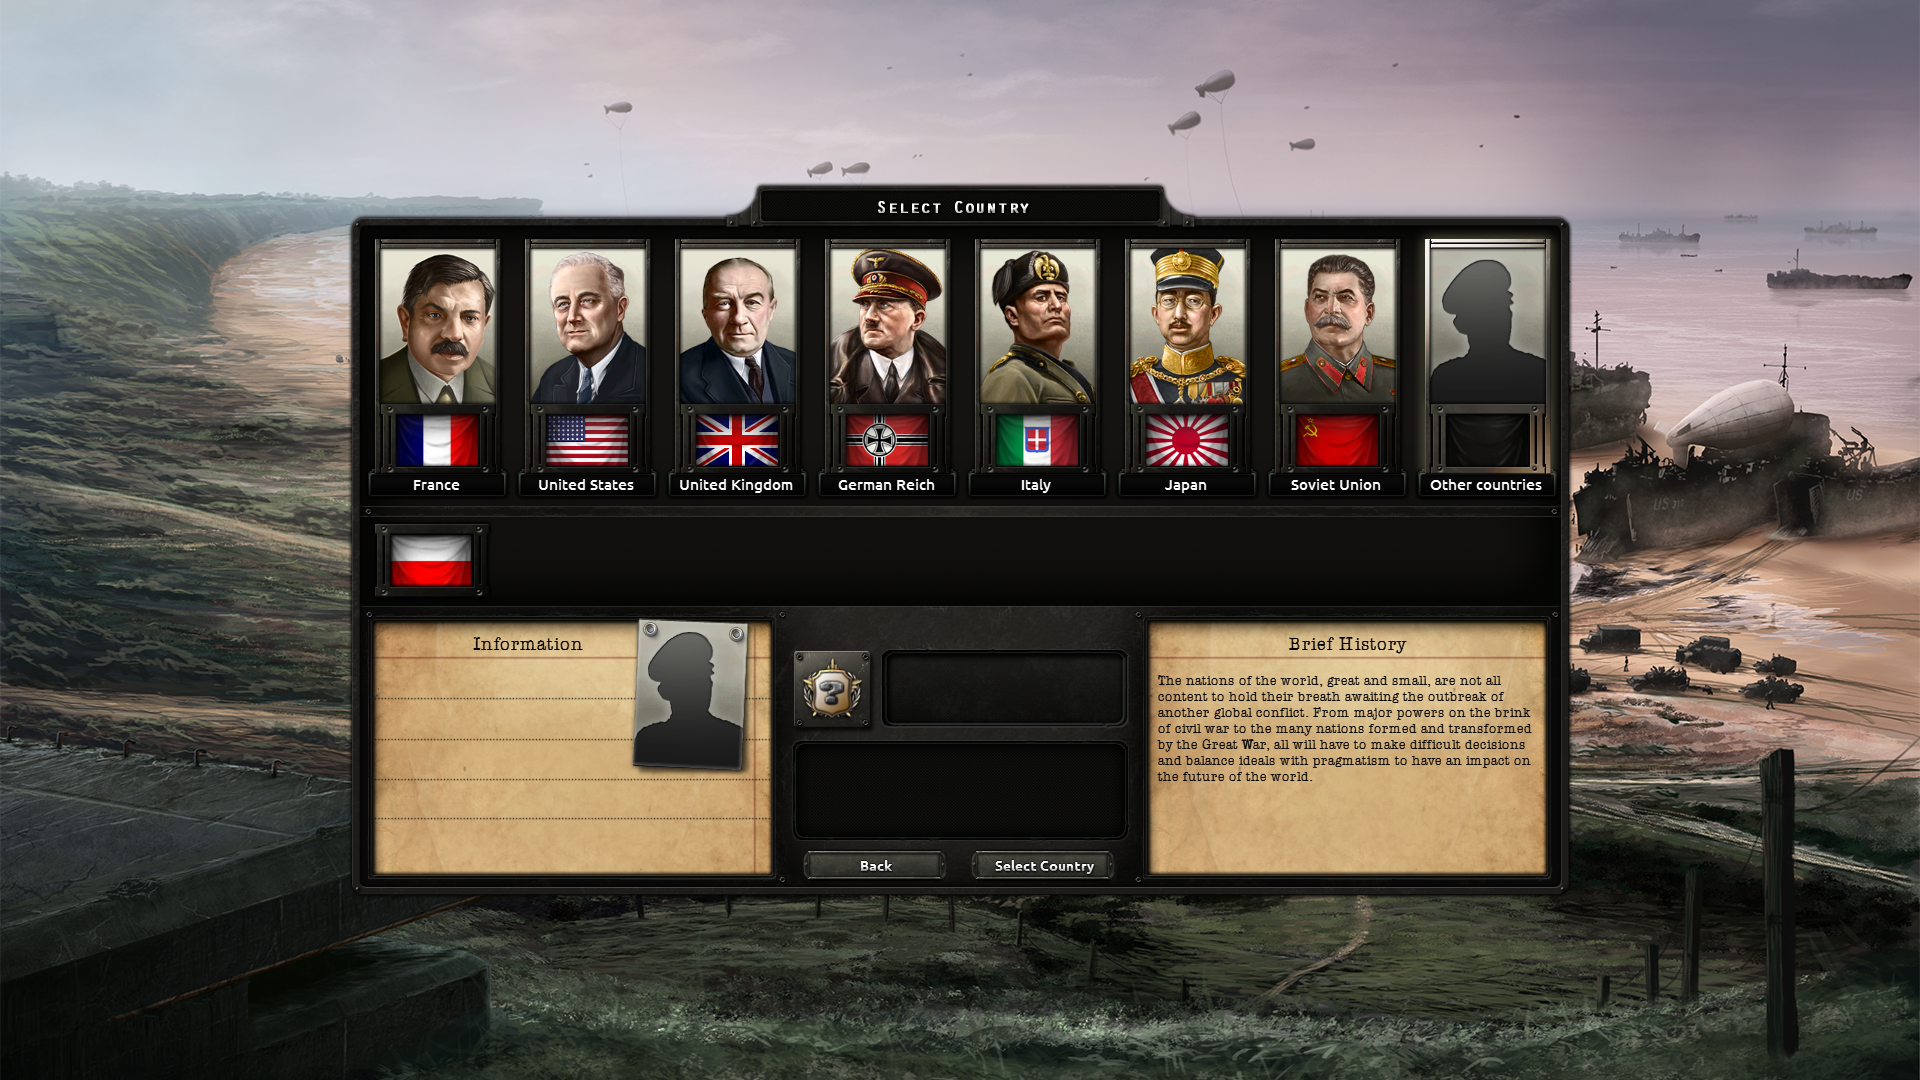 Select Country
France
United States
United Kingdom
German Reich
Italy
Japan
Soviet Union
Other countries
Information
Brief History
The nations of the world, great and small, are not all
content to hold their breath awaiting the outbreak of
another global conflict. From major powers on the brink
of civil war to the many nations formed and transformed
by the Great War, all will have to make difficult decisions
and balance ideals with pragmatism to have an impact on
the future of the world.
Back
Select Country
US